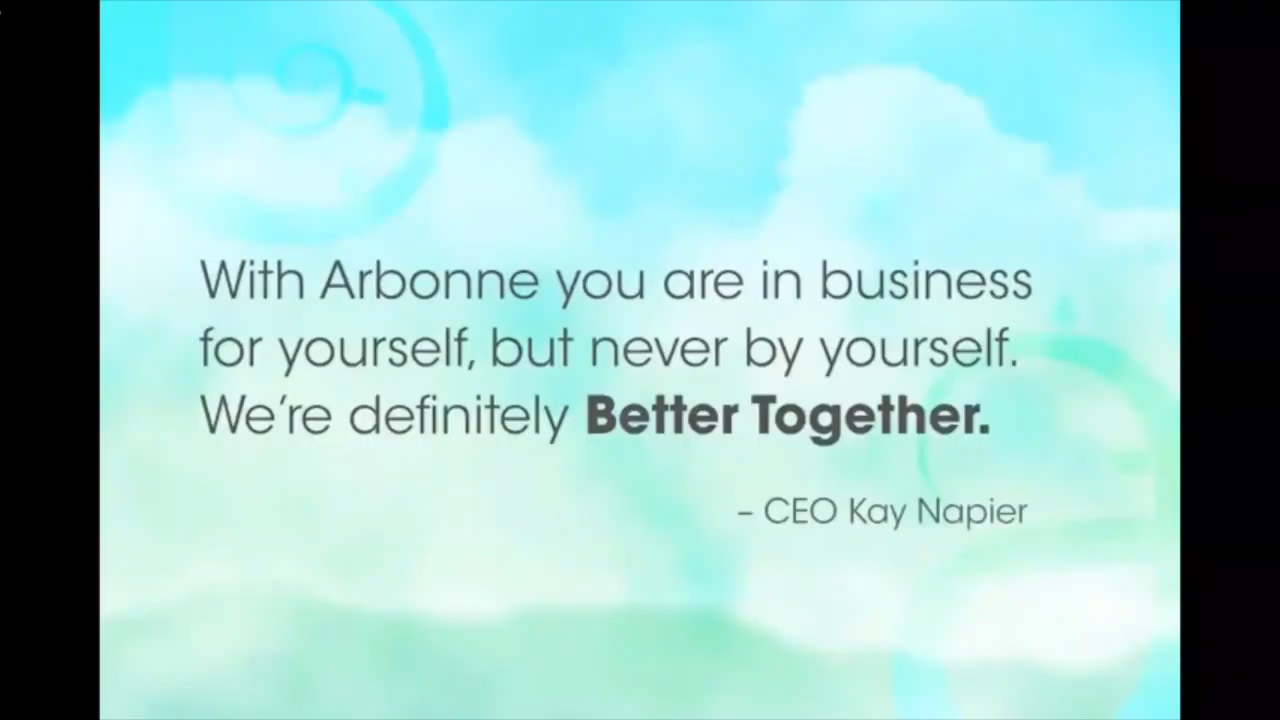 With Arbonne you are in business
for yourself, but never by yourself.
We're definitely Better Together.
– CEO Kay Napier